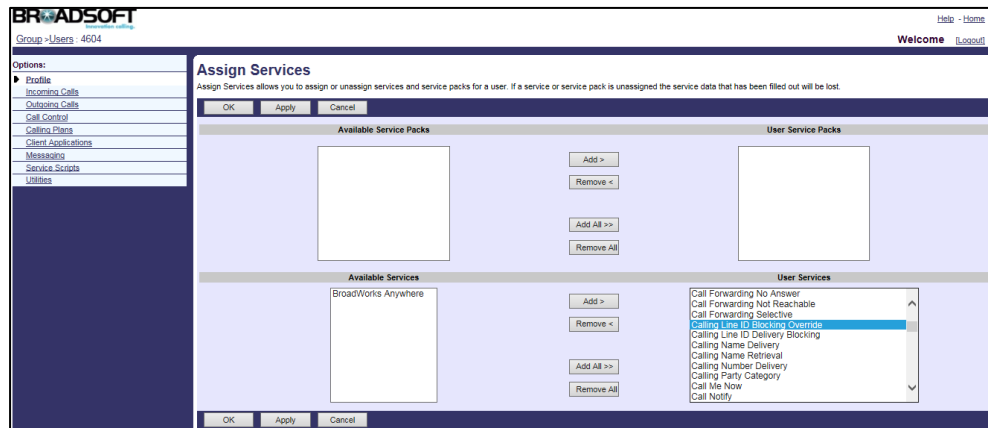 BROADSOFT
Innovation calling.
Help - Home
Group >Users : 4604
Welcome [Logout]
Options:
Profile
Incoming Calls
Outgoing Calls
Call Control
Calling Plans
Client Applications
Messaging
Service Scripts
Utilities
Assign Services
Assign Services allows you to assign or unassign services and service packs for a user. If a service or service pack is unassigned the service data that has been filled out will be lost.
OK Apply Cancel
Available Service Packs
User Service Packs
Add >
Remove <
Add All >>
Remove All
Available Services
User Services
BroadWorks Anywhere
Add >
Remove <
Add All >>
Remove All
Call Forwarding No Answer
Call Forwarding Not Reachable
Call Forwarding Selective
Calling Line ID Blocking Override
Calling Line ID Delivery Blocking
Calling Name Delivery
Calling Name Retrieval
Calling Number Delivery
Calling Party Category
Call Me Now
Call Notify
OK Apply Cancel